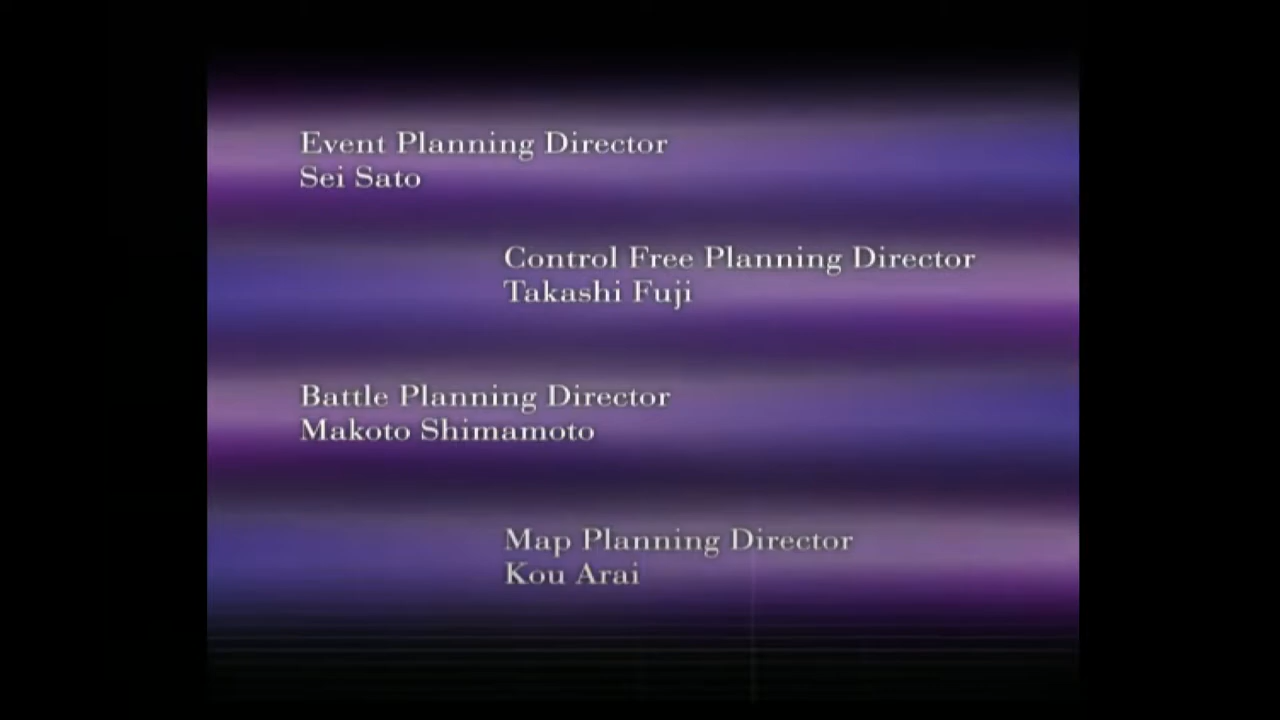 Event Planning Director
Sei Sato
Control Free Planning Director
Takashi Fuji
Battle Planning Director
Makoto Shimamoto
Map Planning Director
Kou Arai